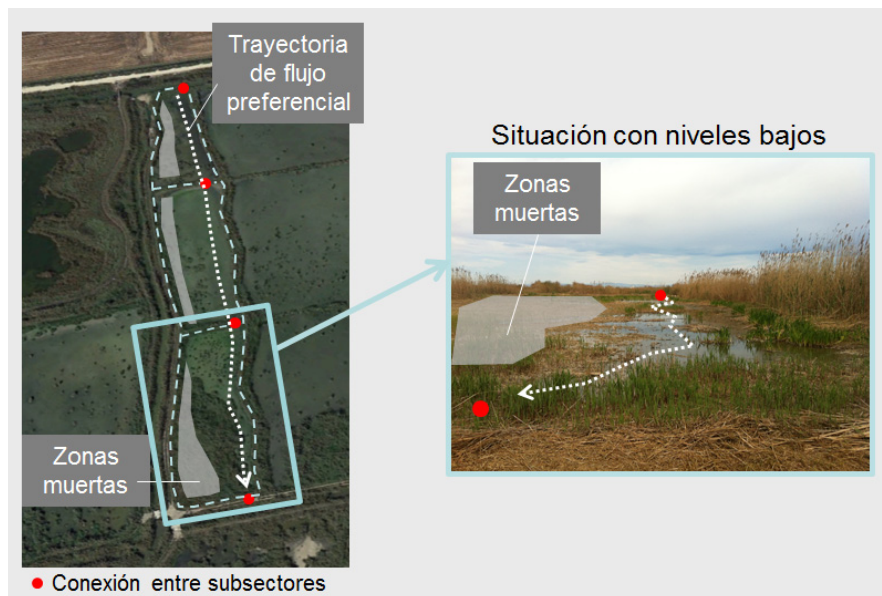 Trayectoria
de flujo
preferencial
Situación con niveles bajos
Zonas
muertas
Zonas
muertas
Conexión entre subsectores